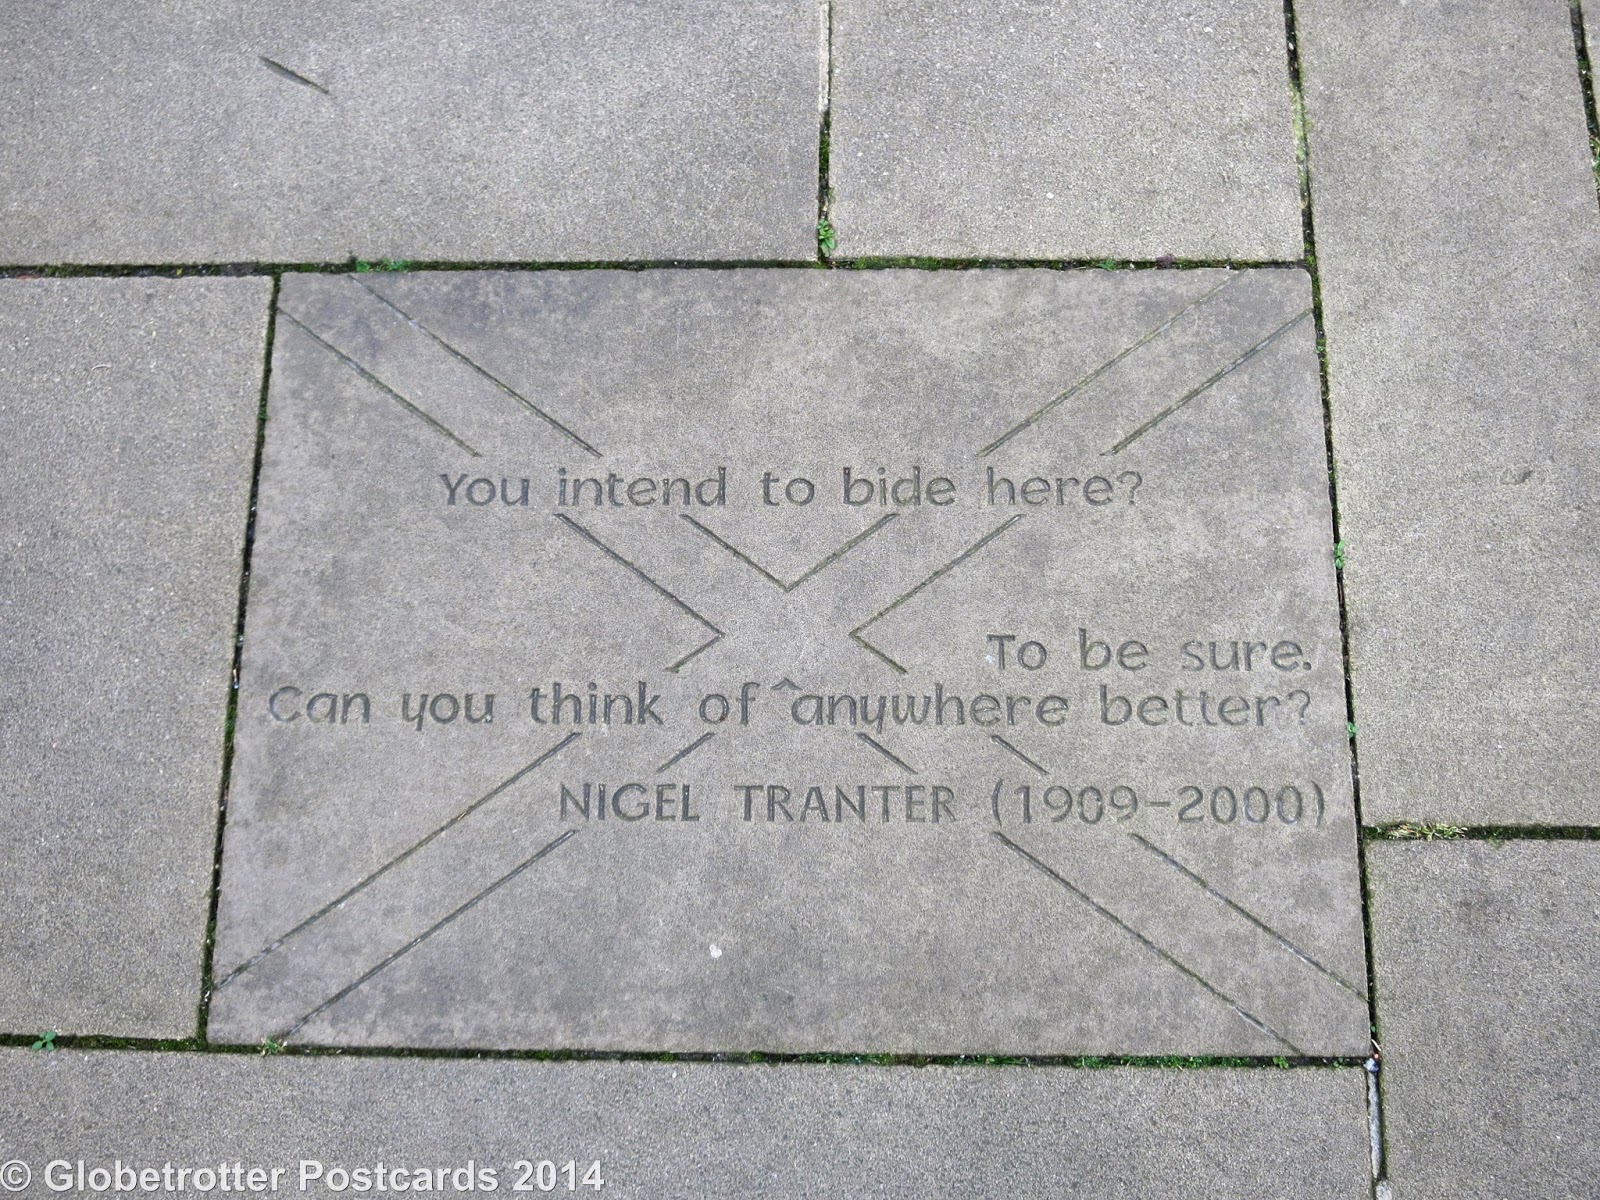 You intend to bide here?
To be sure.
Can you think of ^anywhere better?
NIGEL TRANTER (1909-2000)
© Globetrotter Postcards 2014